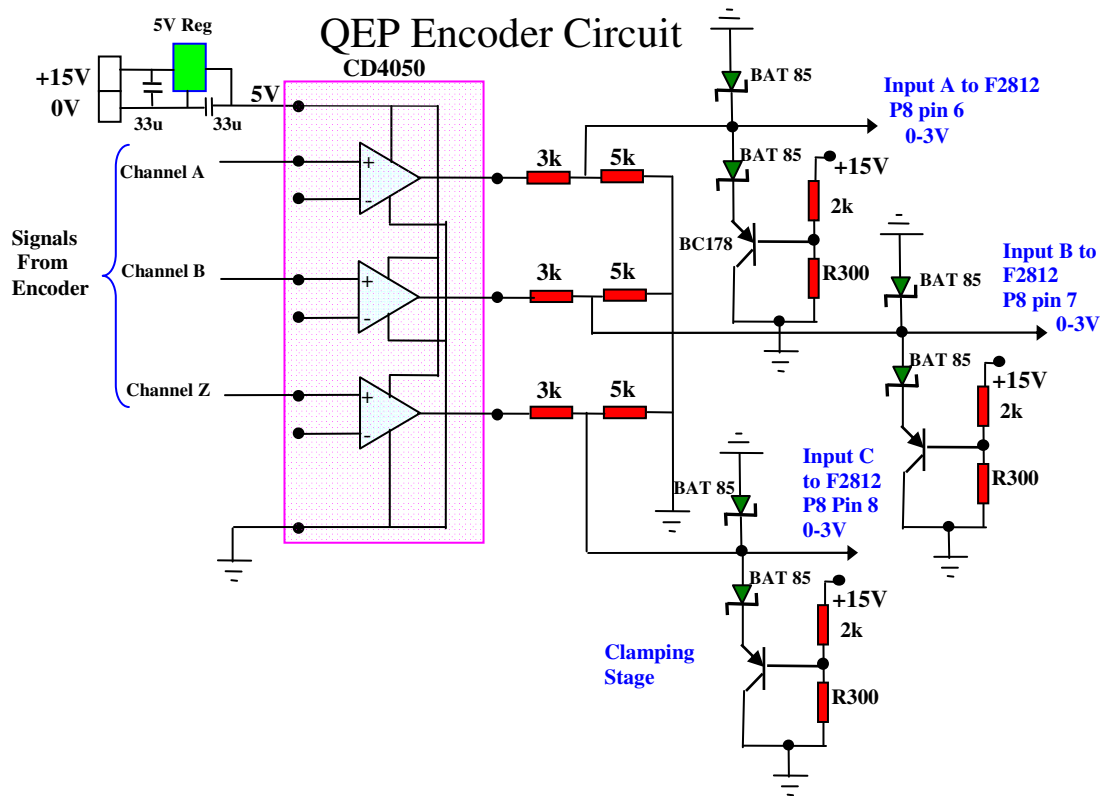 QEP Encoder Circuit
5V Reg
+15V
0V
33u
33u
5V
CD4050
BAT 85
Input A to F2812
P8 pin 6
0-3V
Channel A
+
-
3k
5k
BAT 85
+15V
2k
BC178
R300
Signals
From
Encoder
Channel B
+
-
3k
5k
BAT 85
Input B to
F2812
P8 pin 7
0-3V
BAT 85
+15V
2k
R300
Channel Z
+
-
3k
5k
BAT 85
Input C
to F2812
P8 Pin 8
0-3V
BAT 85
+15V
2k
R300
Clamping
Stage